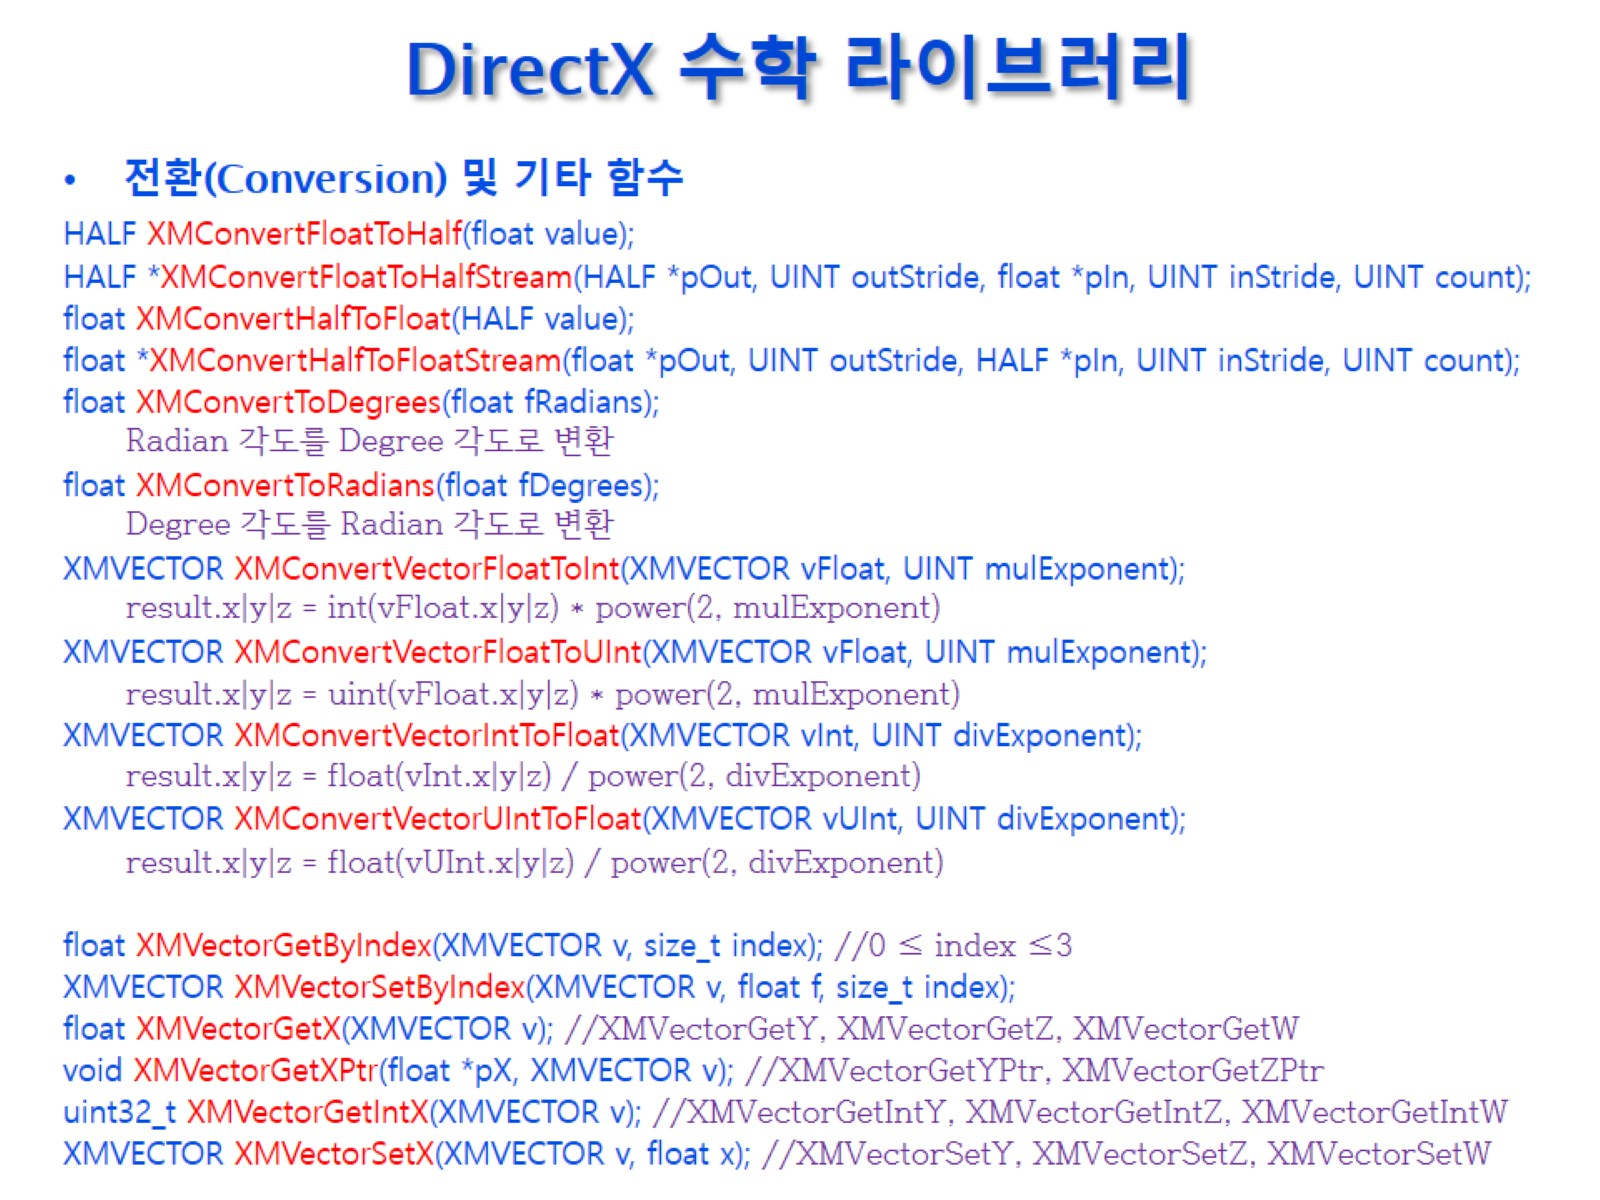 DirectX 수학 라이브러리
• 전환(Conversion) 및 기타 함수
HALF XMConvertFloatToHalf(float value);
HALF *XMConvertFloatToHalfStream(HALF *pOut, UINT outStride, float *pIn, UINT inStride, UINT count);
float XMConvertHalfToFloat(HALF value);
float *XMConvertHalfToFloatStream(float *pOut, UINT outStride, HALF *pIn, UINT inStride, UINT count);
float XMConvertToDegrees(float fRadians);
Radian 각도를 Degree 각도로 변환
float XMConvertToRadians(float fDegrees);
Degree 각도를 Radian 각도로 변환
XMVECTOR XMConvertVectorFloatToInt(XMVECTOR vFloat, UINT mulExponent);
result.x|y|z = int(vFloat.x|y|z) * power(2, mulExponent)
XMVECTOR XMConvertVectorFloatToUInt(XMVECTOR vFloat, UINT mulExponent);
result.x|y|z = uint(vFloat.x|y|z) * power(2, mulExponent)
XMVECTOR XMConvertVectorIntToFloat(XMVECTOR vInt, UINT divExponent);
result.x|y|z = float(vInt.x|y|z) / power(2, divExponent)
XMVECTOR XMConvertVectorUIntToFloat(XMVECTOR vUInt, UINT divExponent);
result.x|y|z = float(vUInt.x|y|z) / power(2, divExponent)
float XMVectorGetByIndex(XMVECTOR v, size_t index); //0 ≤ index ≤3
XMVECTOR XMVectorSetByIndex(XMVECTOR v, float f, size_t index);
float XMVectorGetX(XMVECTOR v); //XMVectorGetY, XMVectorGetZ, XMVectorGetW
void XMVectorGetXPtr(float *pX, XMVECTOR v); //XMVectorGetYPtr, XMVectorGetZPtr
uint32_t XMVectorGetIntX(XMVECTOR v); //XMVectorGetIntY, XMVectorGetIntZ, XMVectorGetIntW
XMVECTOR XMVectorSetX(XMVECTOR v, float x); //XMVectorSetY, XMVectorSetZ, XMVectorSetW